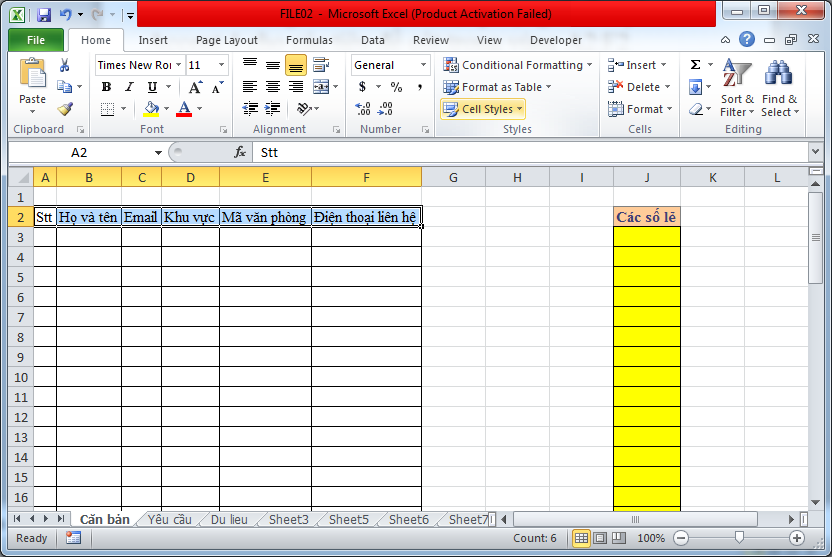 FILE02 - Microsoft Excel (Product Activation Failed)
File Home Insert Page Layout Formulas Data Review View Developer
Times New Ro 11 General Conditional Formatting Insert Σ
Paste B I U A A A $ % , Format as Table Delete Sort & Filter Find & Select
Cell Styles Format
Clipboard Font Alignment Number Styles Cells Editing
A2 fx Stt
A B C D E F G H I J K L
1
2 Stt Họ và tên Email Khu vực Mã văn phòng Điện thoại liên hệ Các số lẻ
3
4
5
6
7
8
9
10
11
12
13
14
15
16
Căn bản Yêu cầu Du lieu Sheet3 Sheet5 Sheet6 Sheet7
Ready Count: 6 100%